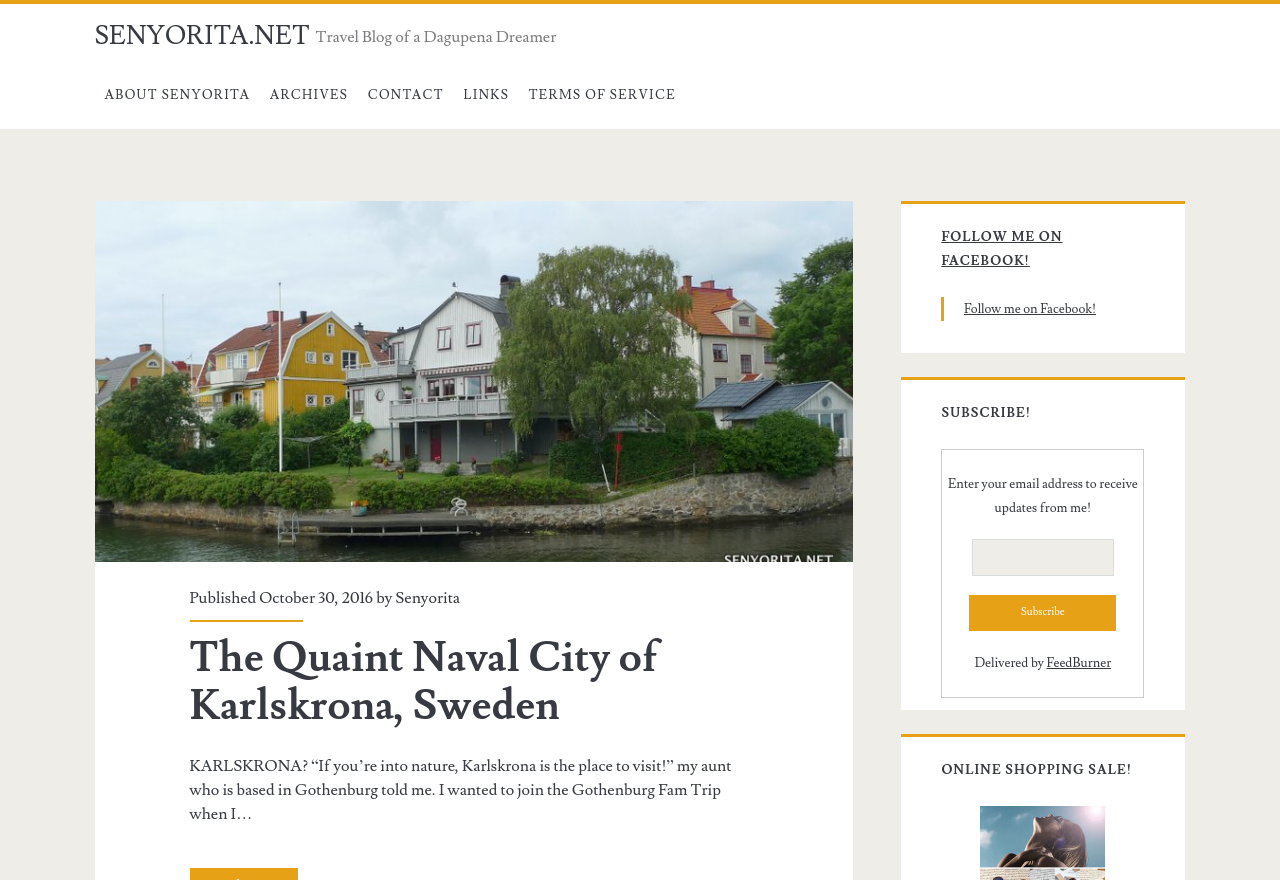 SENYORITA.NET Travel Blog of a Dagupena Dreamer
ABOUT SENYORITA ARCHIVES CONTACT LINKS TERMS OF SERVICE
SENYORITA.NET
Published October 30, 2016 by Senyorita
The Quaint Naval City of
Karlskrona, Sweden
KARLSKRONA? “If you’re into nature, Karlskrona is the place to visit!” my aunt
who is based in Gothenburg told me. I wanted to join the Gothenburg Fam Trip
when I…
FOLLOW ME ON
FACEBOOK!
Follow me on Facebook!
SUBSCRIBE!
Enter your email address to receive
updates from me!
Subscribe
Delivered by FeedBurner
ONLINE SHOPPING SALE!